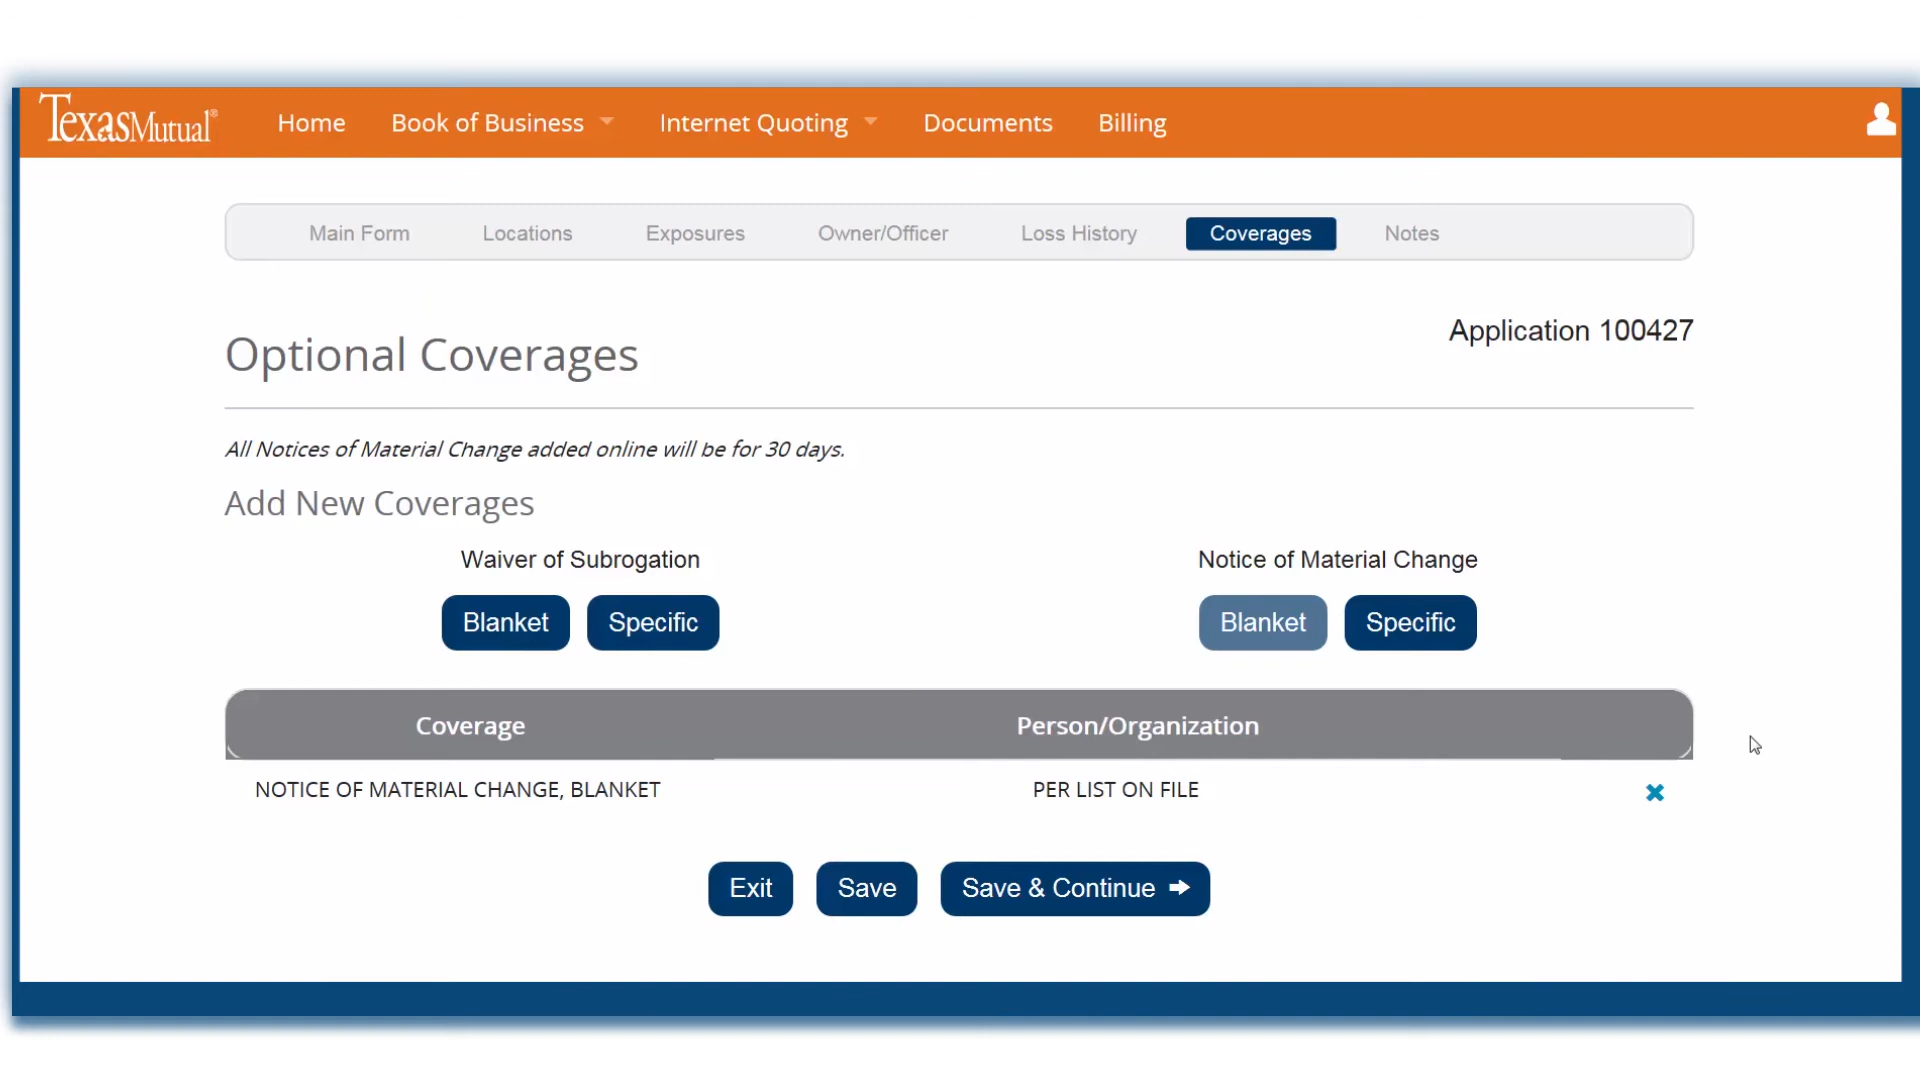 TexasMutual®
Home Book of Business Internet Quoting Documents Billing
Main Form Locations Exposures Owner/Officer Loss History Coverages Notes
Application 100427
Optional Coverages
All Notices of Material Change added online will be for 30 days.
Add New Coverages
Waiver of Subrogation Notice of Material Change
Blanket Specific Blanket Specific
Coverage Person/Organization
NOTICE OF MATERIAL CHANGE, BLANKET PER LIST ON FILE
Exit Save Save & Continue